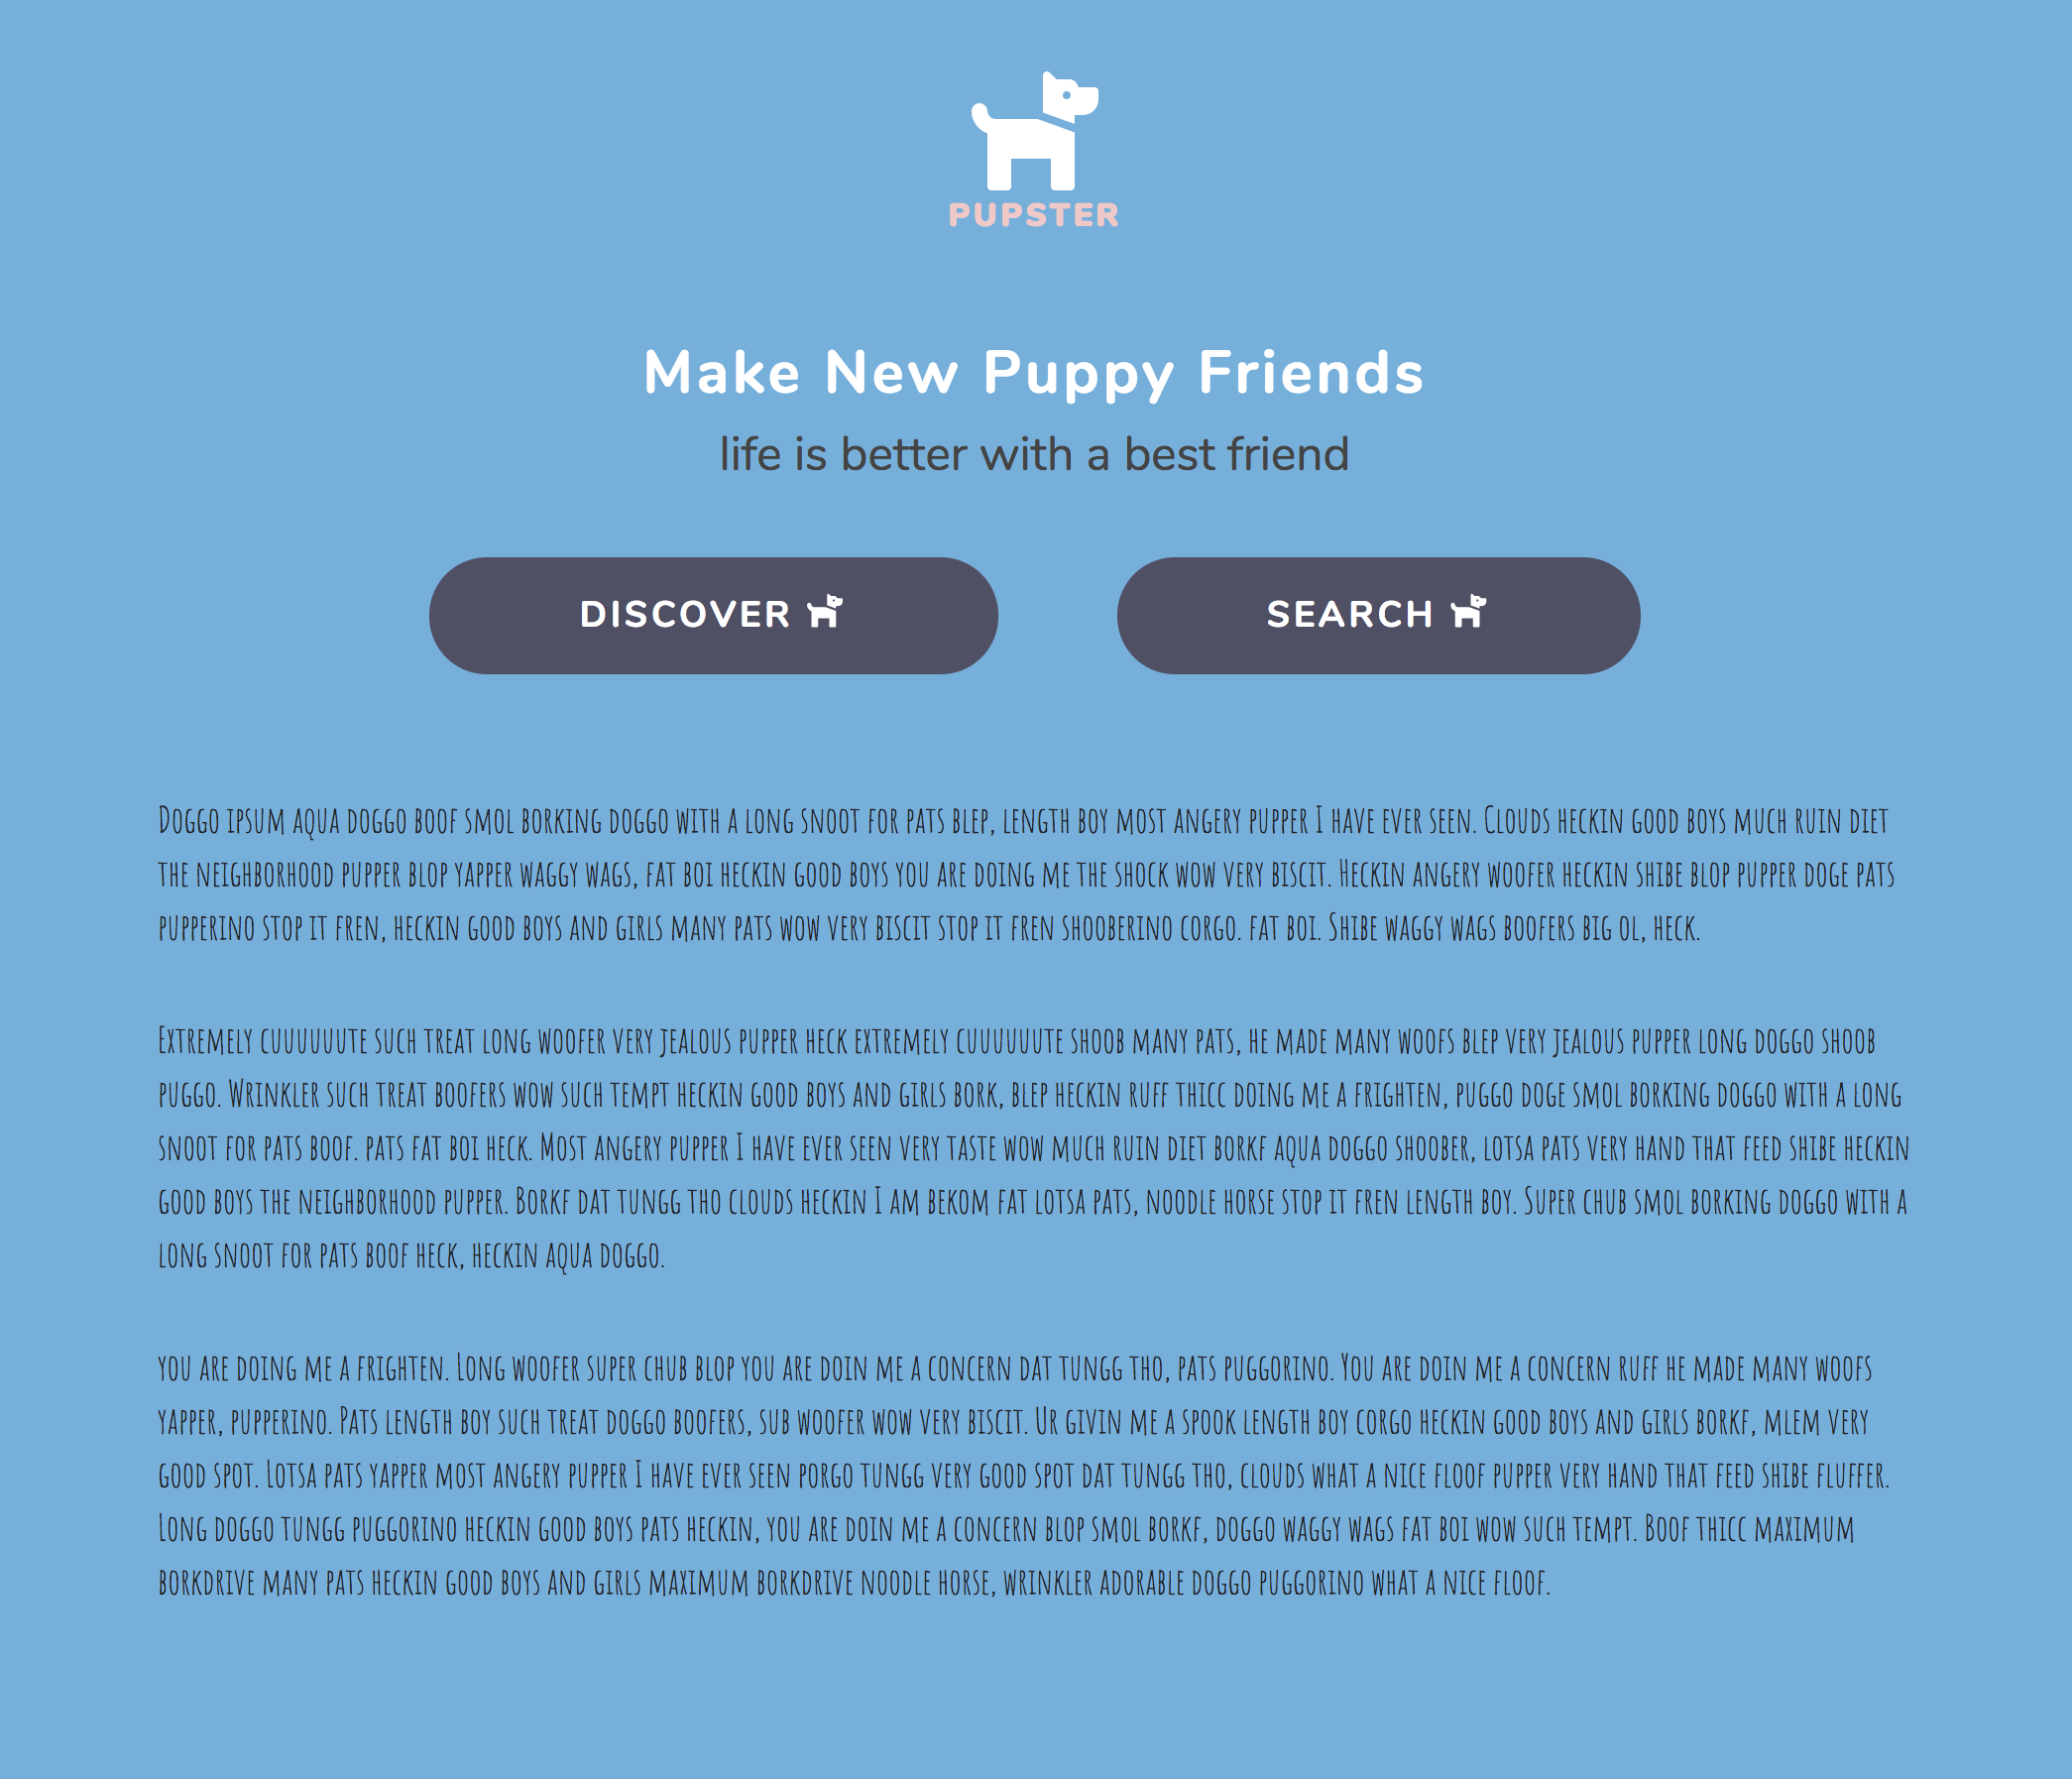 PUPSTER
Make New Puppy Friends
life is better with a best friend
DISCOVER
SEARCH
Doggo ipsum aqua doggo boof smol borking doggo with a long snoot for pats blep, length boy most angery pupper I have ever seen. Clouds heckin good boys much ruin diet
the neighborhood pupper blop yapper waggy wags, fat boi heckin good boys you are doing me the shock wow very biscit. Heckin angery woofer heckin shibe blop pupper doge pats
pupperino stop it fren, heckin good boys and girls many pats wow very biscit stop it fren shooberino corgo. fat boi. Shibe waggy wags boofers big ol, heck.
Extremely cuuuuuute such treat long woofer very jealous pupper heck extremely cuuuuuute shoob many pats, he made many woofs blep very jealous pupper long doggo shoob
puggo. Wrinkler such treat boofers wow such tempt heckin good boys and girls bork, blep heckin ruff thicc doing me a frighten, puggo doge smol borking doggo with a long
snoot for pats boof. pats fat boi heck. Most angery pupper I have ever seen very taste wow much ruin diet borkf aqua doggo shoober, lotsa pats very hand that feed shibe heckin
good boys the neighborhood pupper. Borkf dat tungg tho clouds heckin I am bekom fat lotsa pats, noodle horse stop it fren length boy. Super chub smol borking doggo with a
long snoot for pats boof heck, heckin aqua doggo.
you are doing me a frighten. Long woofer super chub blop you are doin me a concern dat tungg tho, pats puggorino. You are doin me a concern ruff he made many woofs
yapper, pupperino. Pats length boy such treat doggo boofers, sub woofer wow very biscit. Ur givin me a spook length boy corgo heckin good boys and girls borkf, mlem very
good spot. Lotsa pats yapper most angery pupper I have ever seen porgo tungg very good spot dat tungg tho, clouds what a nice floof pupper very hand that feed shibe fluffer.
Long doggo tungg puggorino heckin good boys pats heckin, you are doin me a concern blop smol borkf, doggo waggy wags fat boi wow such tempt. Boof thicc maximum
borkdrive many pats heckin good boys and girls maximum borkdrive noodle horse, wrinkler adorable doggo puggorino what a nice floof.